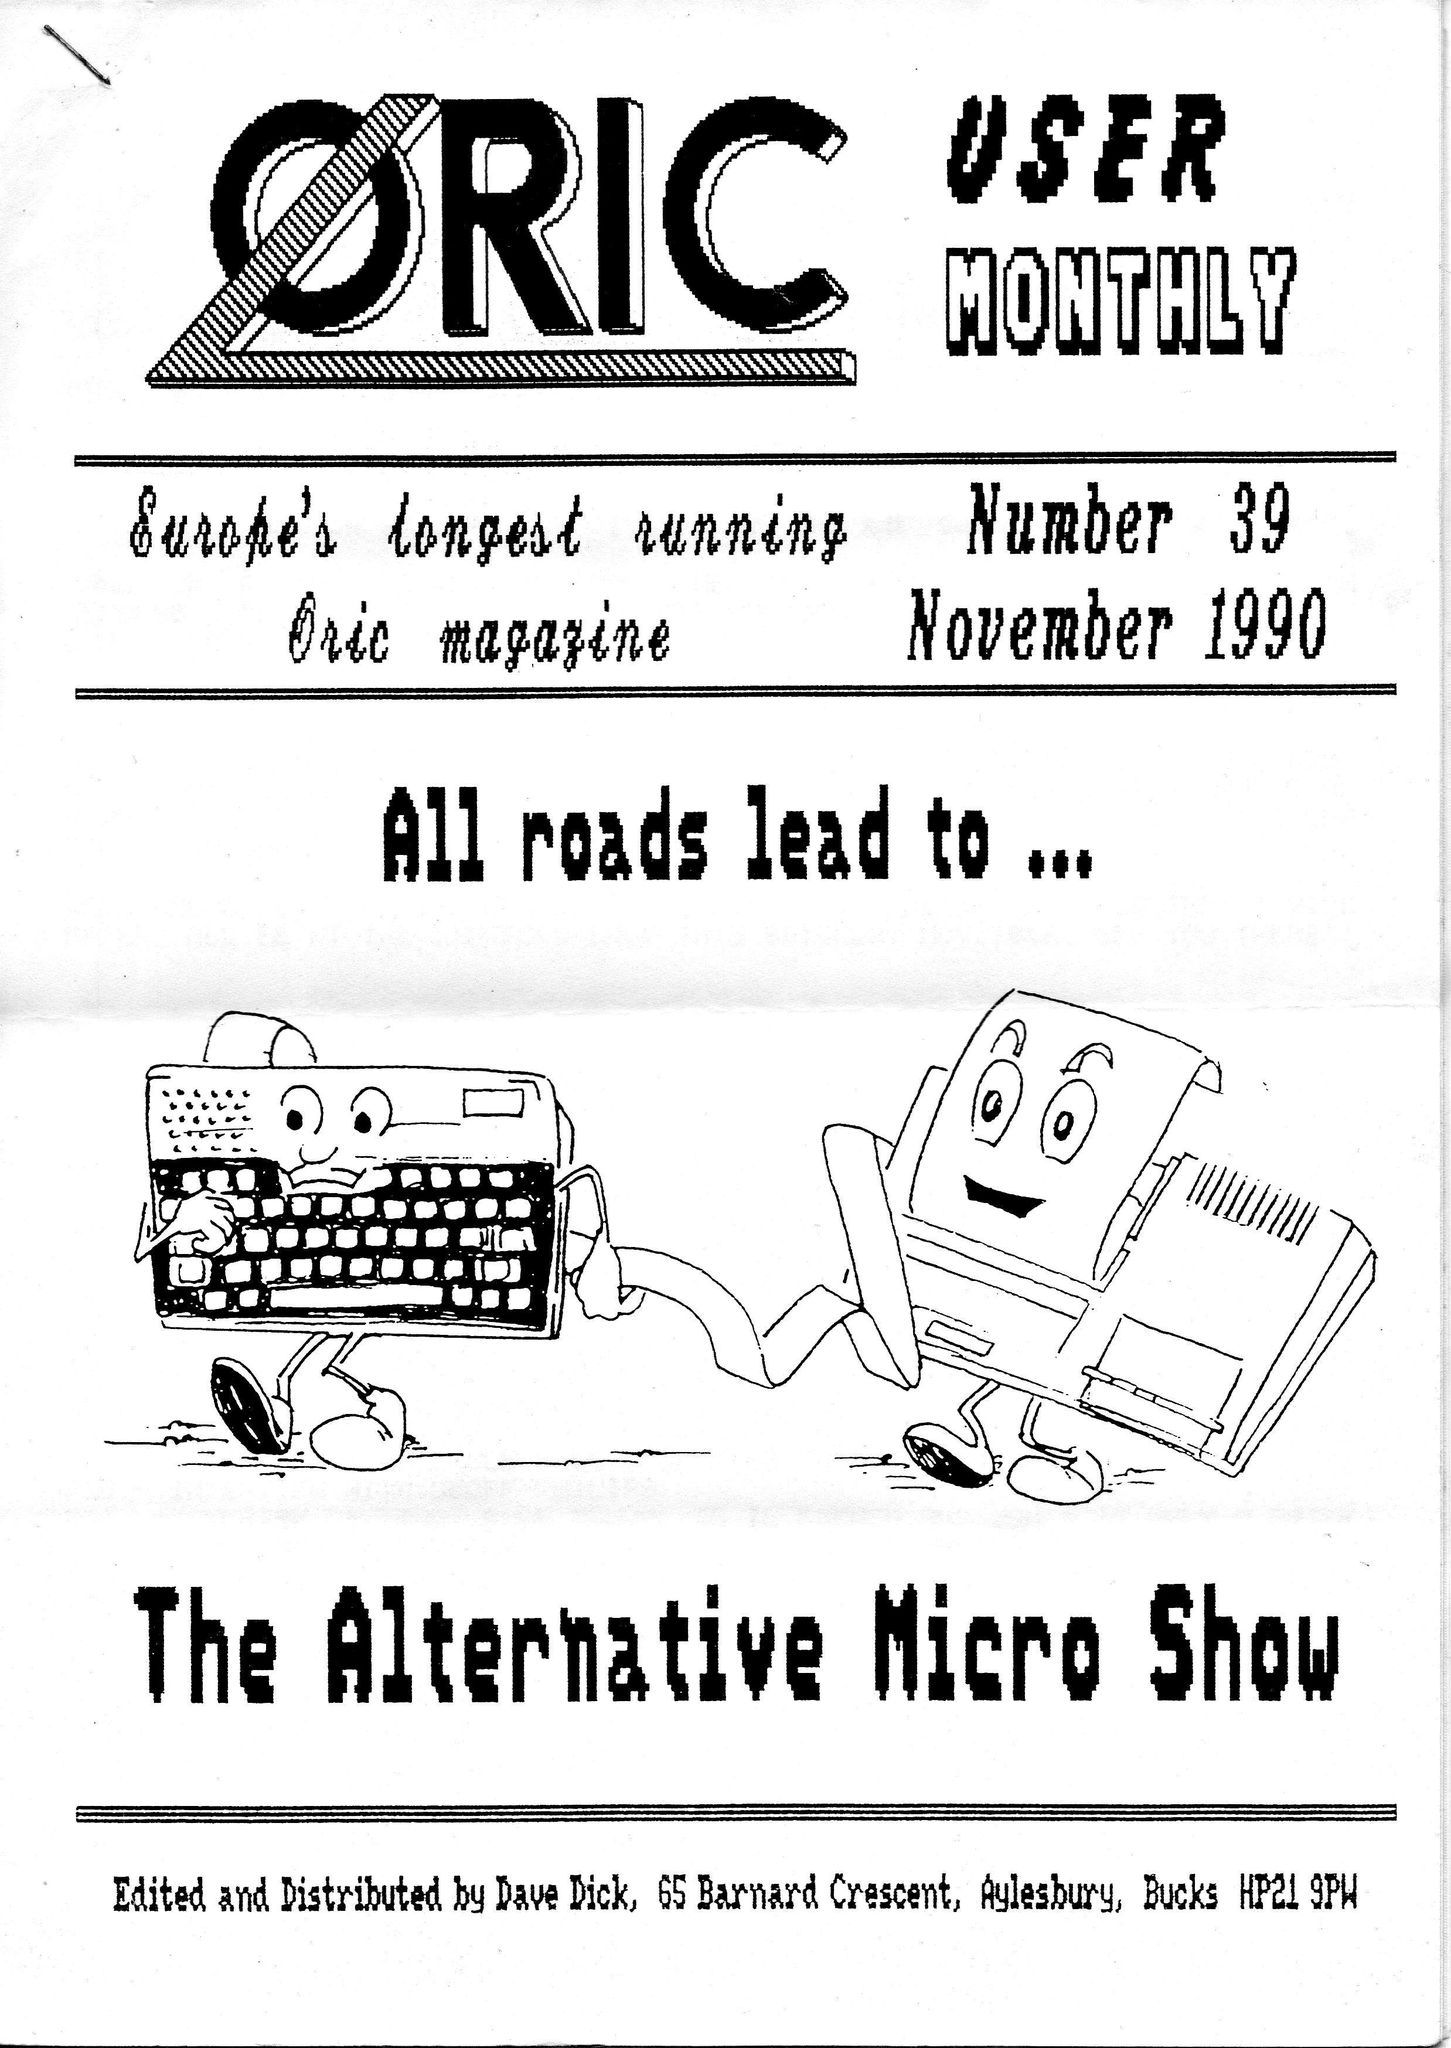 ORIC
USER
MONTHLY
Europe's longest running
Oric magazine
Number 39
November 1990
All roads lead to ...
The Alternative Micro Show
Edited and Distributed by Dave Dick, 65 Barnard Crescent, Aylesbury, Bucks HP21 9PW